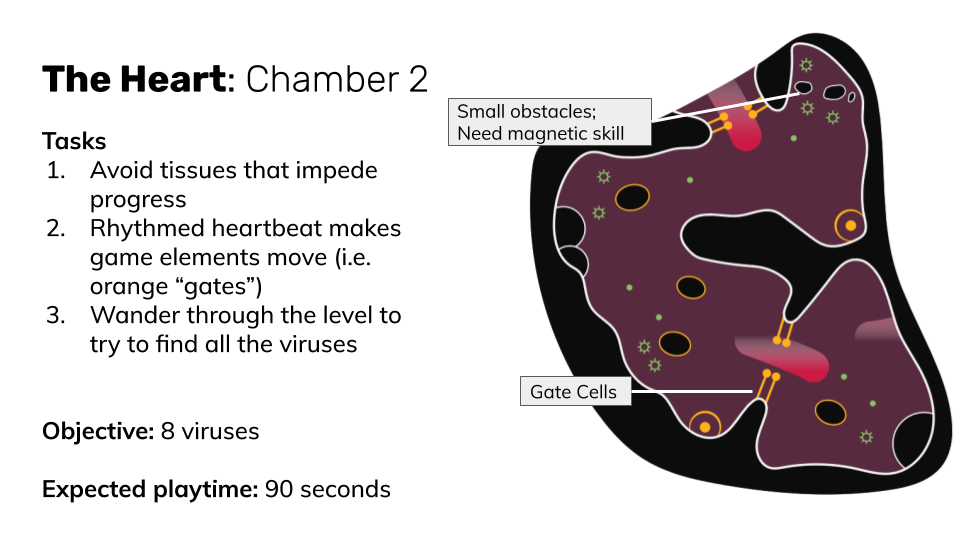 The Heart: Chamber 2
Tasks
1. Avoid tissues that impede
progress
2. Rhythmed heartbeat makes
game elements move (i.e.
orange “gates”)
3. Wander through the level to
try to find all the viruses
Objective: 8 viruses
Expected playtime: 90 seconds
Small obstacles;
Need magnetic skill
Gate Cells